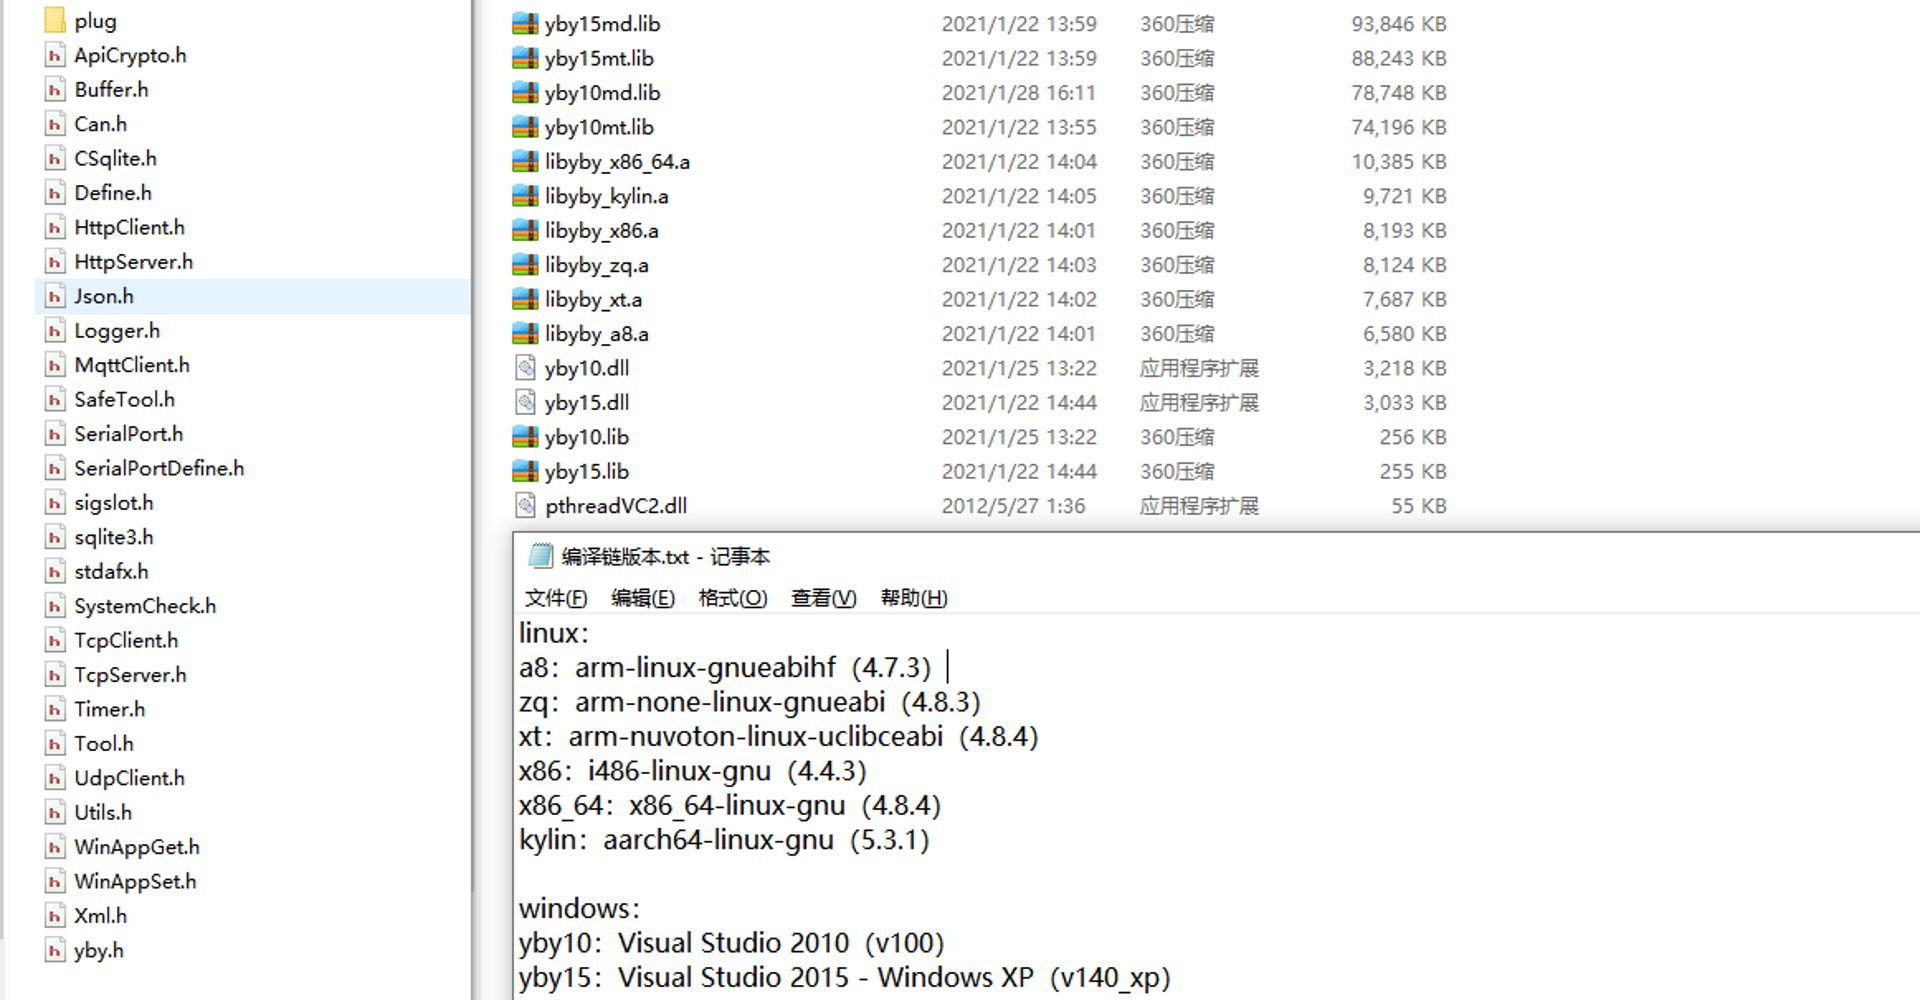 plug
ApiCrypto.h
Buffer.h
Can.h
CSqlite.h
Define.h
HttpClient.h
HttpServer.h
Json.h
Logger.h
MqttClient.h
SafeTool.h
SerialPort.h
SerialPortDefine.h
sigslot.h
sqlite3.h
stdafx.h
SystemCheck.h
TcpClient.h
TcpServer.h
Timer.h
Tool.h
UdpClient.h
Utils.h
WinAppGet.h
WinAppSet.h
Xml.h
yby.h
yby15md.lib 2021/1/22 13:59 360压缩 93,846 KB
yby15mt.lib 2021/1/22 13:59 360压缩 88,243 KB
yby10md.lib 2021/1/28 16:11 360压缩 78,748 KB
yby10mt.lib 2021/1/22 13:55 360压缩 74,196 KB
libyby_x86_64.a 2021/1/22 14:04 360压缩 10,385 KB
libyby_kylin.a 2021/1/22 14:05 360压缩 9,721 KB
libyby_x86.a 2021/1/22 14:01 360压缩 8,193 KB
libyby_zq.a 2021/1/22 14:03 360压缩 8,124 KB
libyby_xt.a 2021/1/22 14:02 360压缩 7,687 KB
libyby_a8.a 2021/1/22 14:01 360压缩 6,580 KB
yby10.dll 2021/1/25 13:22 应用程序扩展 3,218 KB
yby15.dll 2021/1/22 14:44 应用程序扩展 3,033 KB
yby10.lib 2021/1/25 13:22 360压缩 256 KB
yby15.lib 2021/1/22 14:44 360压缩 255 KB
pthreadVC2.dll 2012/5/27 1:36 应用程序扩展 55 KB
编译链版本.txt - 记事本
文件(F) 编辑(E) 格式(O) 查看(V) 帮助(H)
linux：
a8：arm-linux-gnueabihf（4.7.3）
zq：arm-none-linux-gnueabi（4.8.3）
xt：arm-nuvoton-linux-uclibceabi（4.8.4）
x86：i486-linux-gnu（4.4.3）
x86_64：x86_64-linux-gnu（4.8.4）
kylin：aarch64-linux-gnu（5.3.1）
windows：
yby10：Visual Studio 2010（v100）
yby15：Visual Studio 2015 - Windows XP（v140_xp）